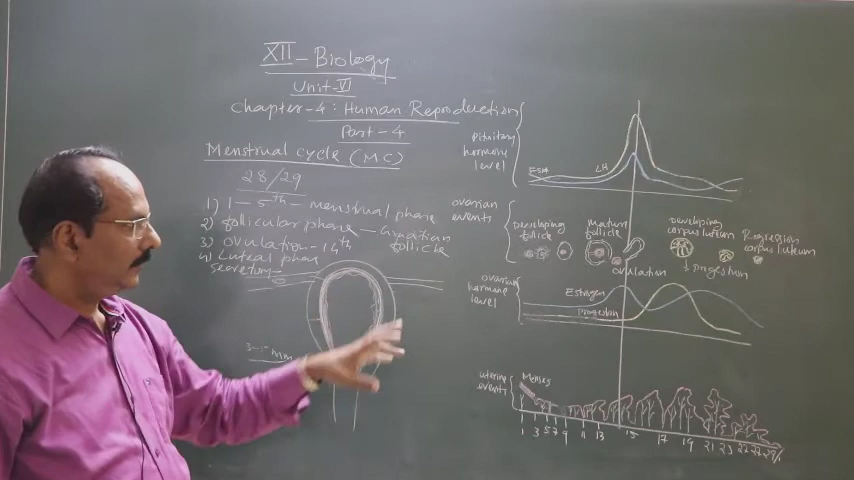 XII - Biology
Unit-VI
Chapter-4: Human Reproduction
Part-4
Menstrual cycle (MC)
28/29
1) 1 - 5th - menstrual phase
2) follicular phase - Graafian follicle
3) Ovulation - 14th
4) Luteal phase
secretory
mm
Pituitary
hormone
level
FSH
LH
ovarian
events
Developing
follicle
mature
follicle
ovulation
Developing
corpus luteum
Regression
corpus luteum
Progesterone
ovarian
hormone
level
Estrogen
uterine
events
Menses
1 3 5 7 9 11 13 15 17 19 21 23